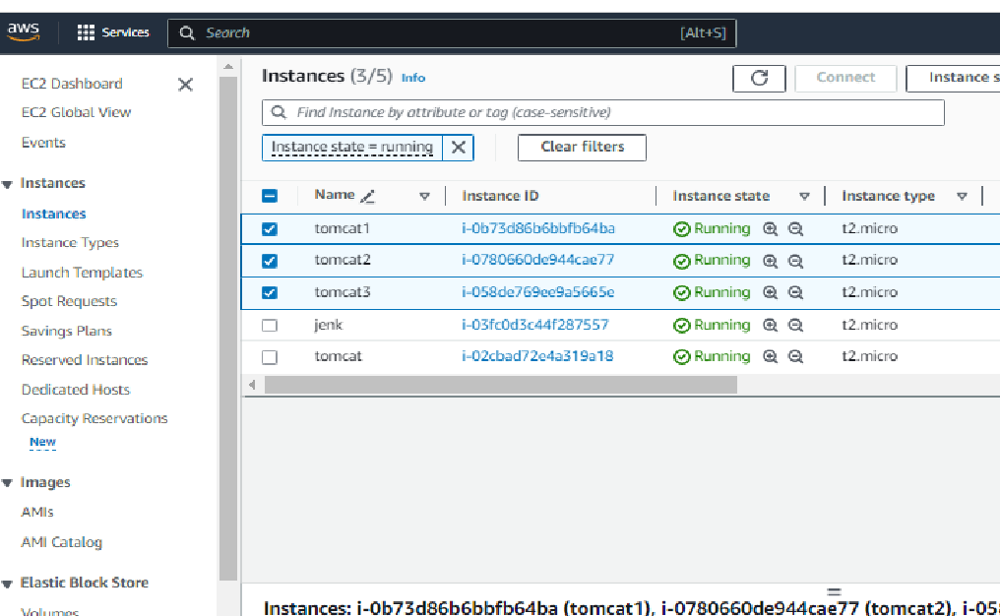 aws Services Search [Alt+S]
EC2 Dashboard
EC2 Global View
Events
Instances
Instances
Instance Types
Launch Templates
Spot Requests
Savings Plans
Reserved Instances
Dedicated Hosts
Capacity Reservations
New
Images
AMIs
AMI Catalog
Elastic Block Store
Volumes
Instances (3/5) Info Connect Instance s
Find Instance by attribute or tag (case-sensitive)
Instance state = running Clear filters
Name Instance ID Instance state Instance type
tomcat1 i-0b73d86b6bbfb64ba Running t2.micro
tomcat2 i-0780660de944cae77 Running t2.micro
tomcat3 i-058de769ee9a5665e Running t2.micro
jenk i-03fc0d3c44f287557 Running t2.micro
tomcat i-02cbad72e4a319a18 Running t2.micro
Instances: i-0b73d86b6bbfb64ba (tomcat1), i-0780660de944cae77 (tomcat2), i-05